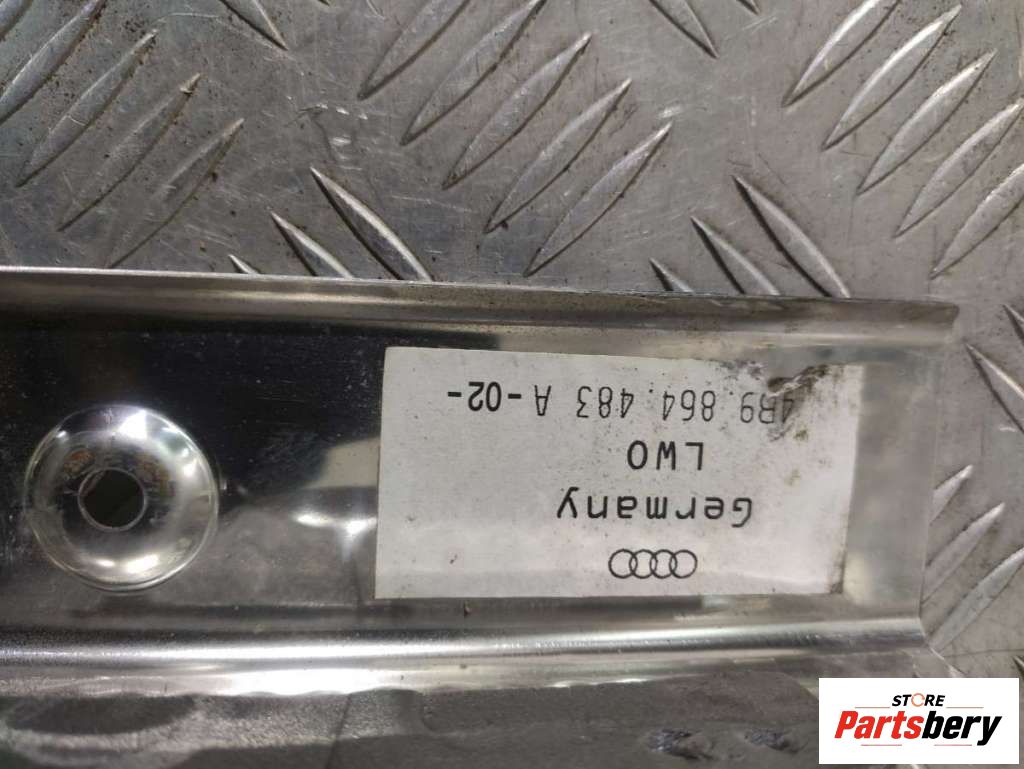 Germany
LWO
4B9.864.483 A -02-
STORE
Partsbery